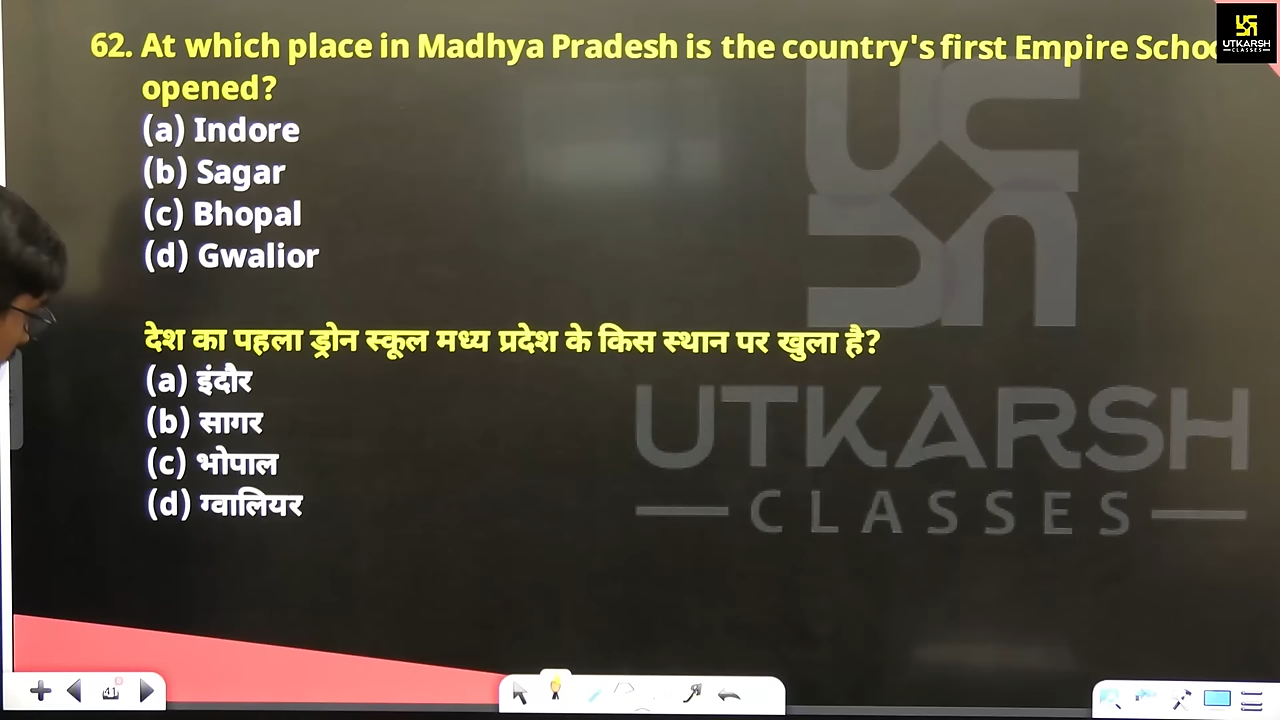 62. At which place in Madhya Pradesh is the country's first Empire
opened?
(a) Indore
(b) Sagar
(c) Bhopal
(d) Gwalior
देश का पहला ड्रोन स्कूल मध्य प्रदेश के किस स्थान पर खुला है?
(a) इंदौर
(b) सागर
(c) भोपाल
(d) ग्वालियर
UTKARSH
CLASSES
UTKARSH
CLASSES
41